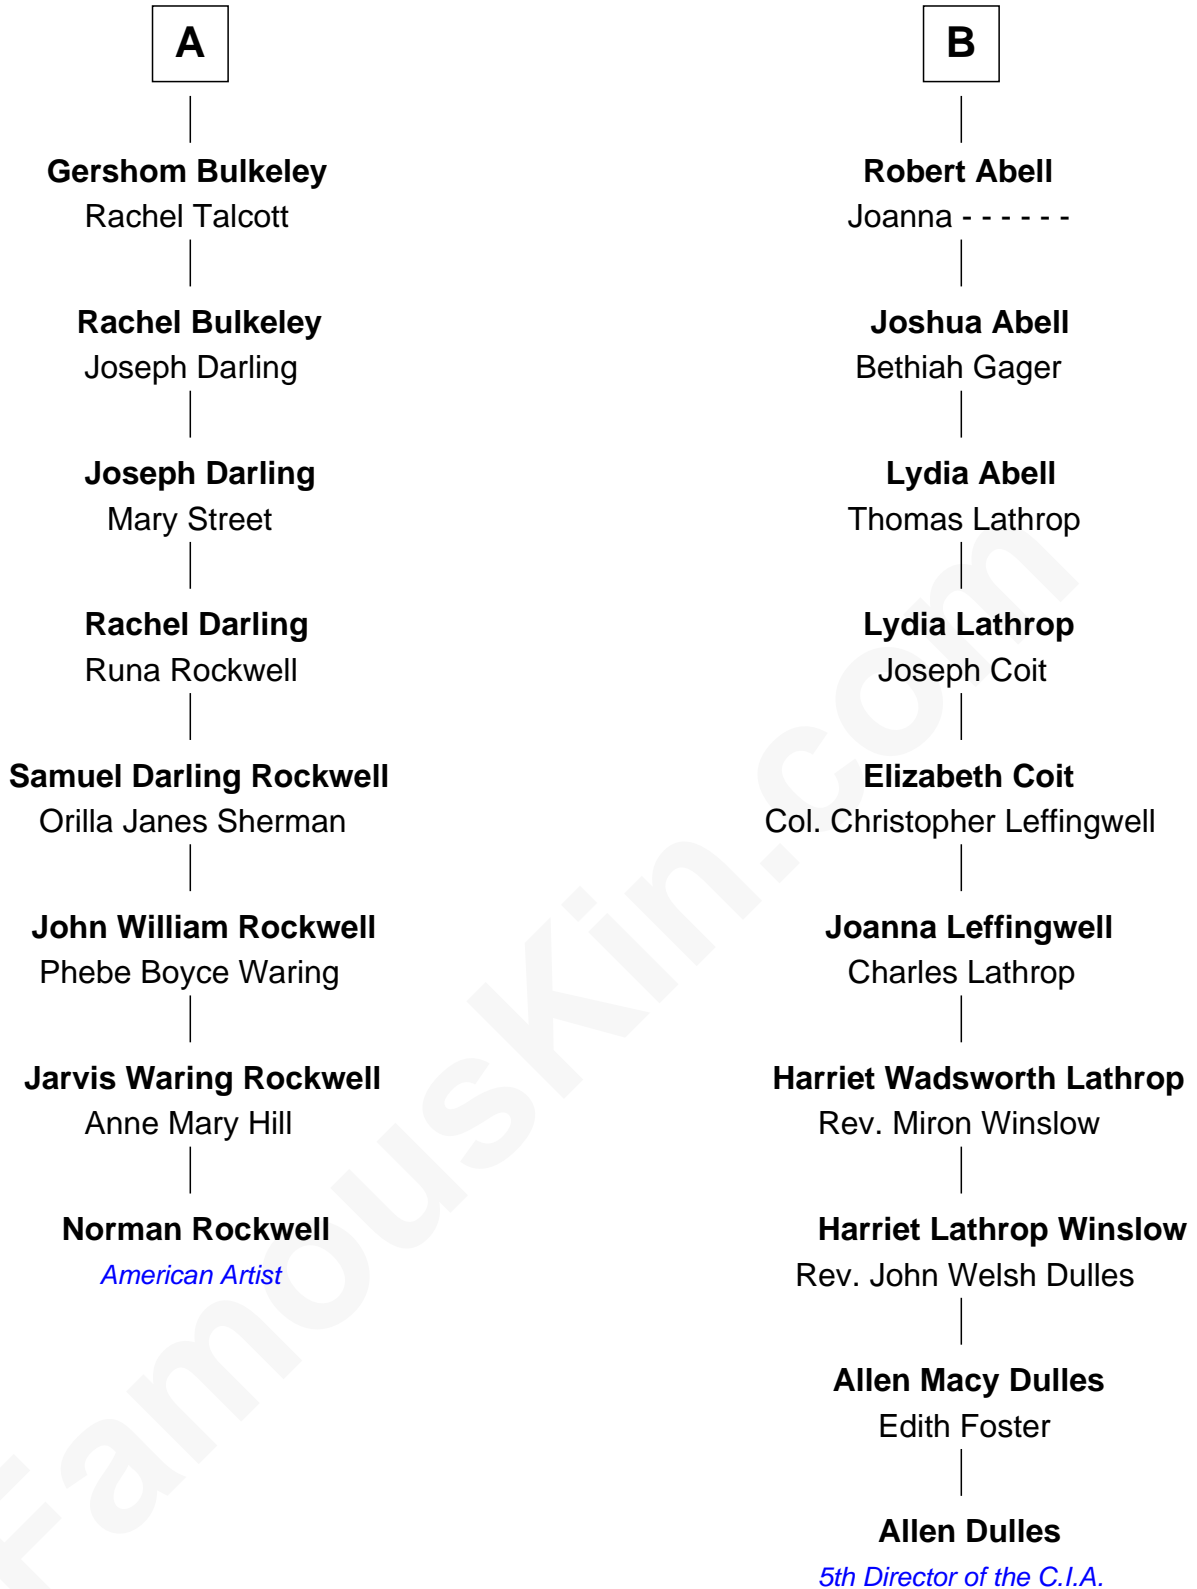 A
Gershom Bulkeley
Rachel Talcott
Rachel Bulkeley
Joseph Darling
Joseph Darling
Mary Street
Rachel Darling
Runa Rockwell
Samuel Darling Rockwell
Orilla Janes Sherman
John William Rockwell
Phebe Boyce Waring
Jarvis Waring Rockwell
Anne Mary Hill
Norman Rockwell
American Artist
B
Robert Abell
Joanna - - - - - -
Joshua Abell
Bethiah Gager
Lydia Abell
Thomas Lathrop
Lydia Lathrop
Joseph Coit
Elizabeth Coit
Col. Christopher Leffingwell
Joanna Leffingwell
Charles Lathrop
Harriet Wadsworth Lathrop
Rev. Miron Winslow
Harriet Lathrop Winslow
Rev. John Welsh Dulles
Allen Macy Dulles
Edith Foster
Allen Dulles
5th Director of the C.I.A.
FamousKin.com